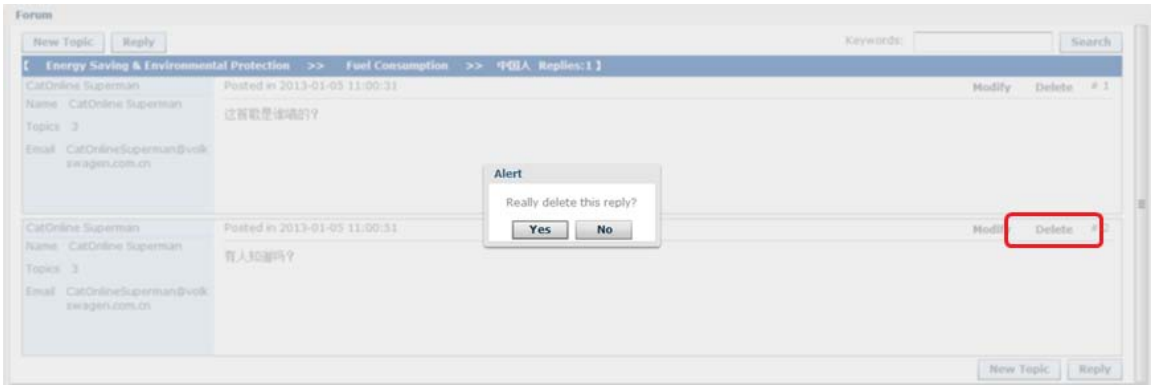 Forum
New Topic Reply Keywords: Search
【 Energy Saving & Environmental Protection >> Fuel Consumption >> 中国人 Replies:1 】
CatOnline Superman Posted in 2013-01-05 11:00:31 Modify Delete # 1
Name CatOnline Superman
这首歌是谁唱的?
Topics 3
Email CatOnlineSuperman@volk
swagen.com.cn
Alert
Really delete this reply?
Yes No
CatOnline Superman Posted in 2013-01-05 11:00:51 Modify Delete # 2
Name CatOnline Superman
有人知道吗?
Topics 3
Email CatOnlineSuperman@volk
swagen.com.cn
New Topic Reply